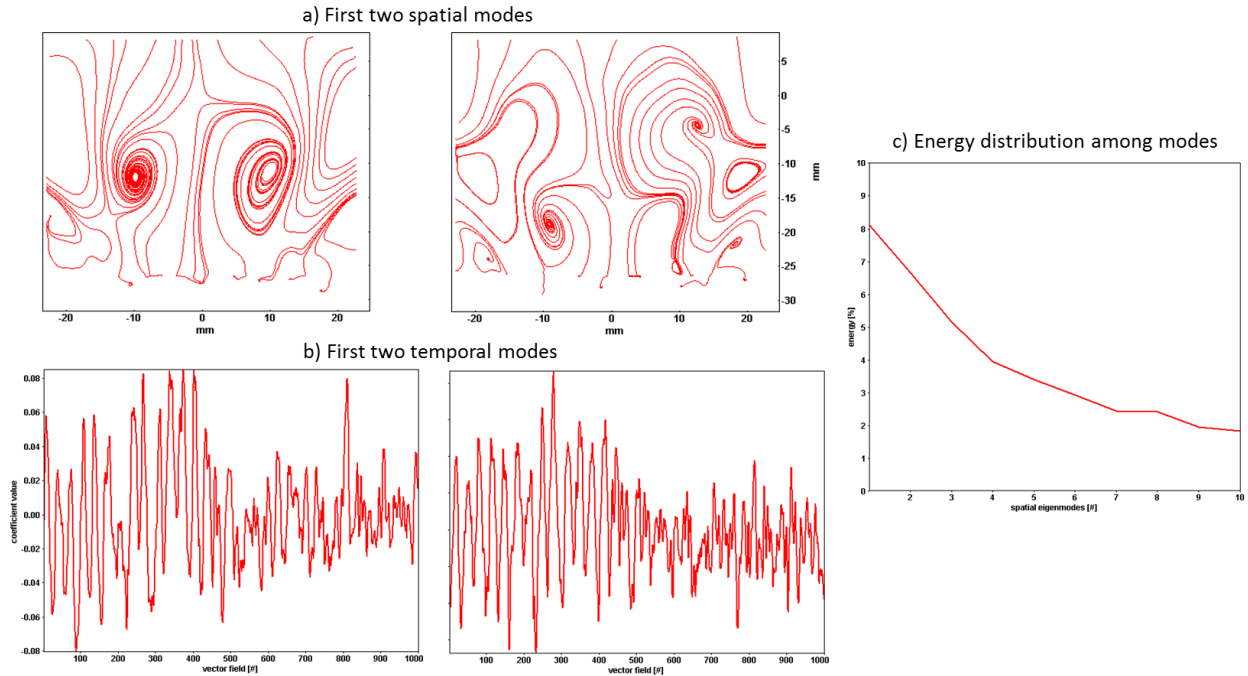 a) First two spatial modes
5
0
-5
-10
-15
-20
-25
-30
mm
-20 -10 0 10 20
mm
-20 -10 0 10 20
mm
c) Energy distribution among modes
10
9
8
7
6
5
4
3
2
1
0
energy [%]
2 3 4 5 6 7 8 9 10
spatial eigenmodes [#]
b) First two temporal modes
0.08
0.06
0.04
0.02
0.00
-0.02
-0.04
-0.06
-0.08
coefficient value
100 200 300 400 500 600 700 800 900 1000
vector field [#]
100 200 300 400 500 600 700 800 900 1000
vector field [#]